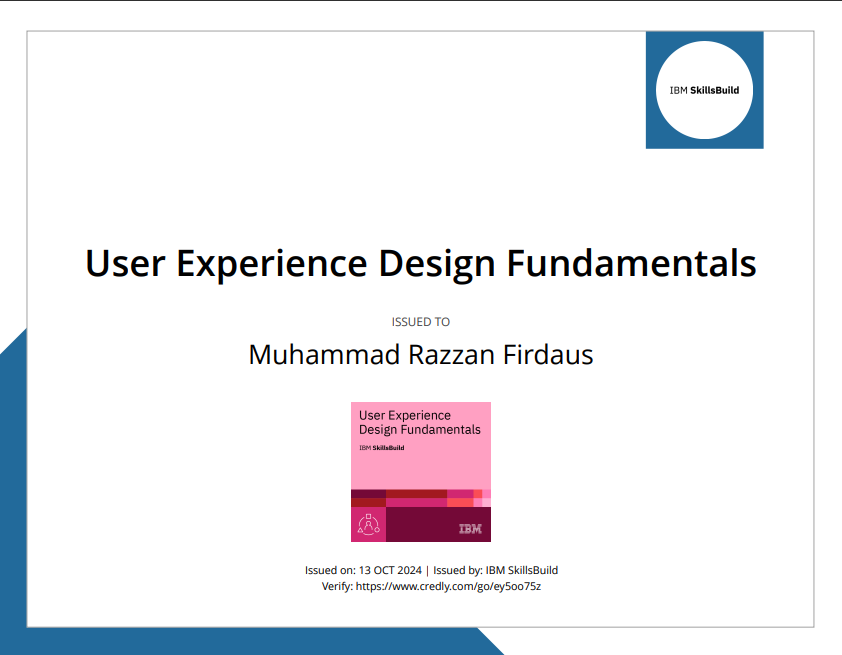 IBM SkillsBuild
User Experience Design Fundamentals
ISSUED TO
Muhammad Razzan Firdaus
User Experience
Design Fundamentals
IBM SkillsBuild
IBM
Issued on: 13 OCT 2024 | Issued by: IBM SkillsBuild
Verify: https://www.credly.com/go/ey5oo75z